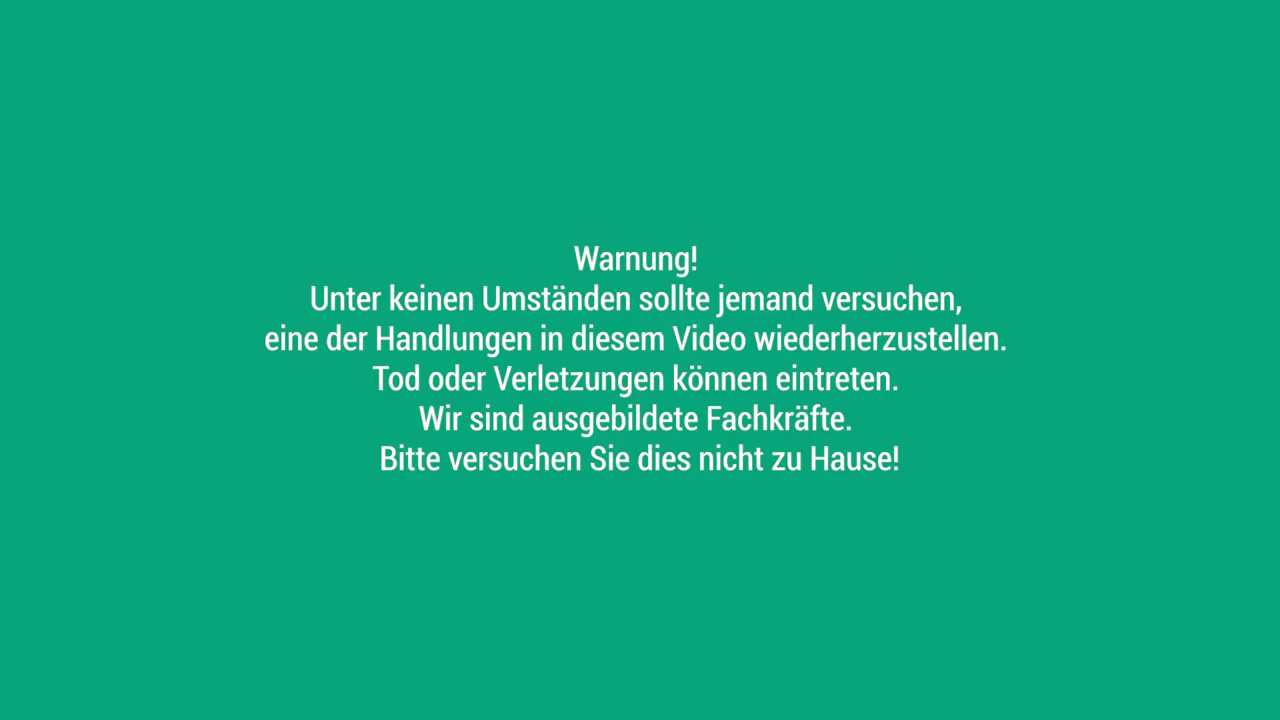 Warnung!
Unter keinen Umständen sollte jemand versuchen,
eine der Handlungen in diesem Video wiederherzustellen.
Tod oder Verletzungen können eintreten.
Wir sind ausgebildete Fachkräfte.
Bitte versuchen Sie dies nicht zu Hause!